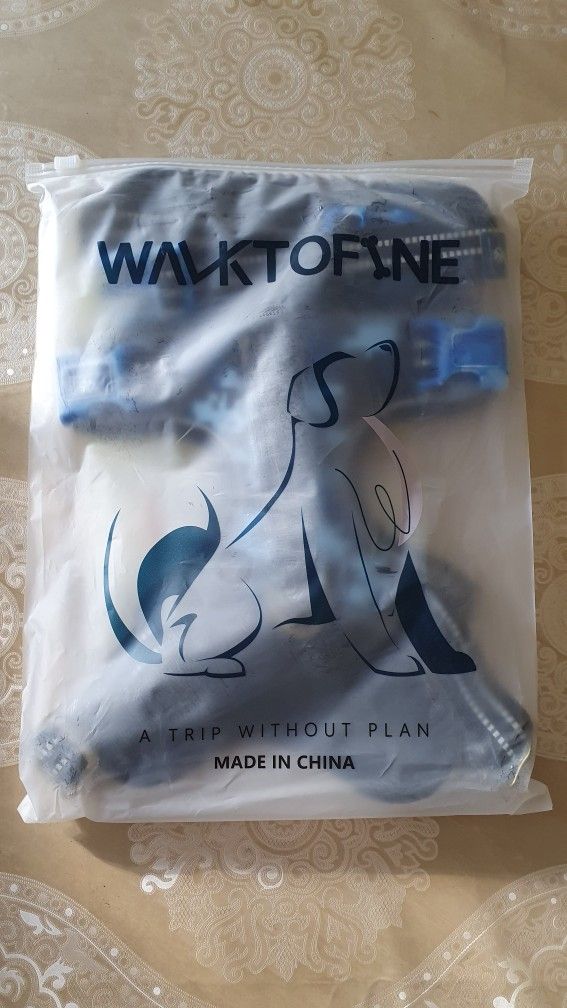 WALKTOFINE
A TRIP WITHOUT PLAN
MADE IN CHINA